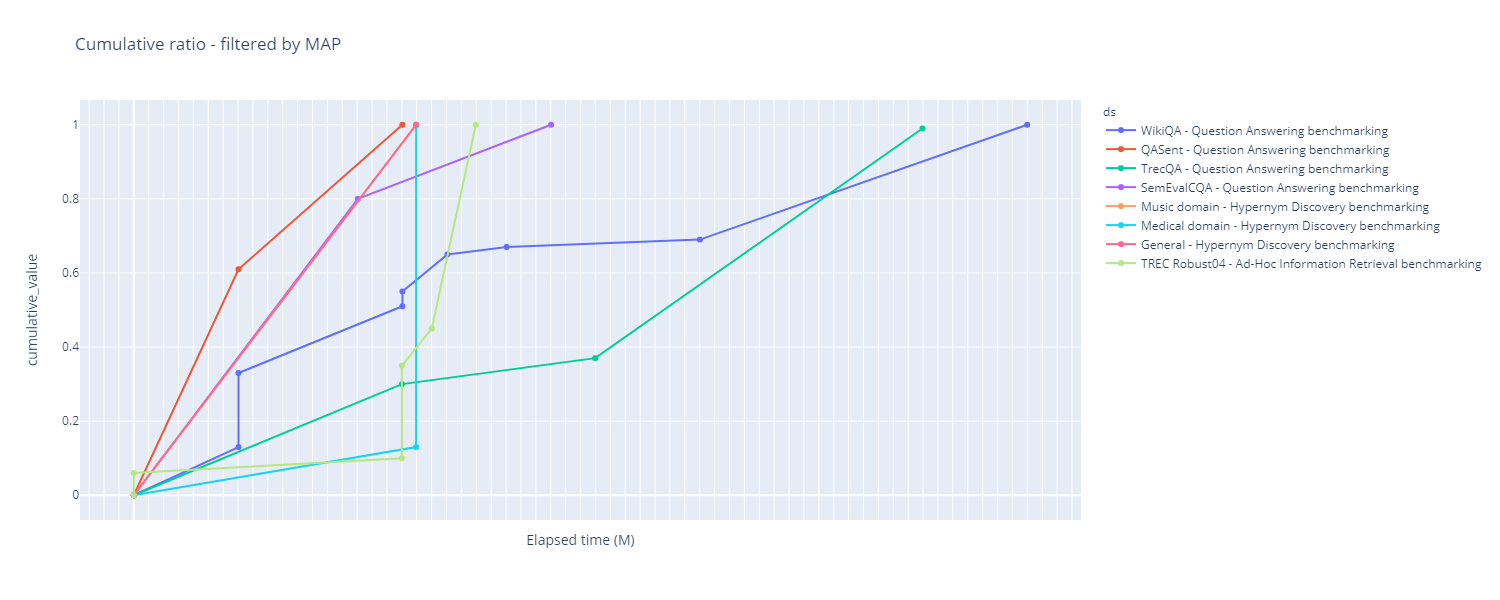 Cumulative ratio - filtered by MAP
ds
WikiQA - Question Answering benchmarking
QASent - Question Answering benchmarking
TrecQA - Question Answering benchmarking
SemEvalCQA - Question Answering benchmarking
Music domain - Hypernym Discovery benchmarking
Medical domain - Hypernym Discovery benchmarking
General - Hypernym Discovery benchmarking
TREC Robust04 - Ad-Hoc Information Retrieval benchmarking
1
0.8
0.6
0.4
0.2
0
cumulative_value
Elapsed time (M)